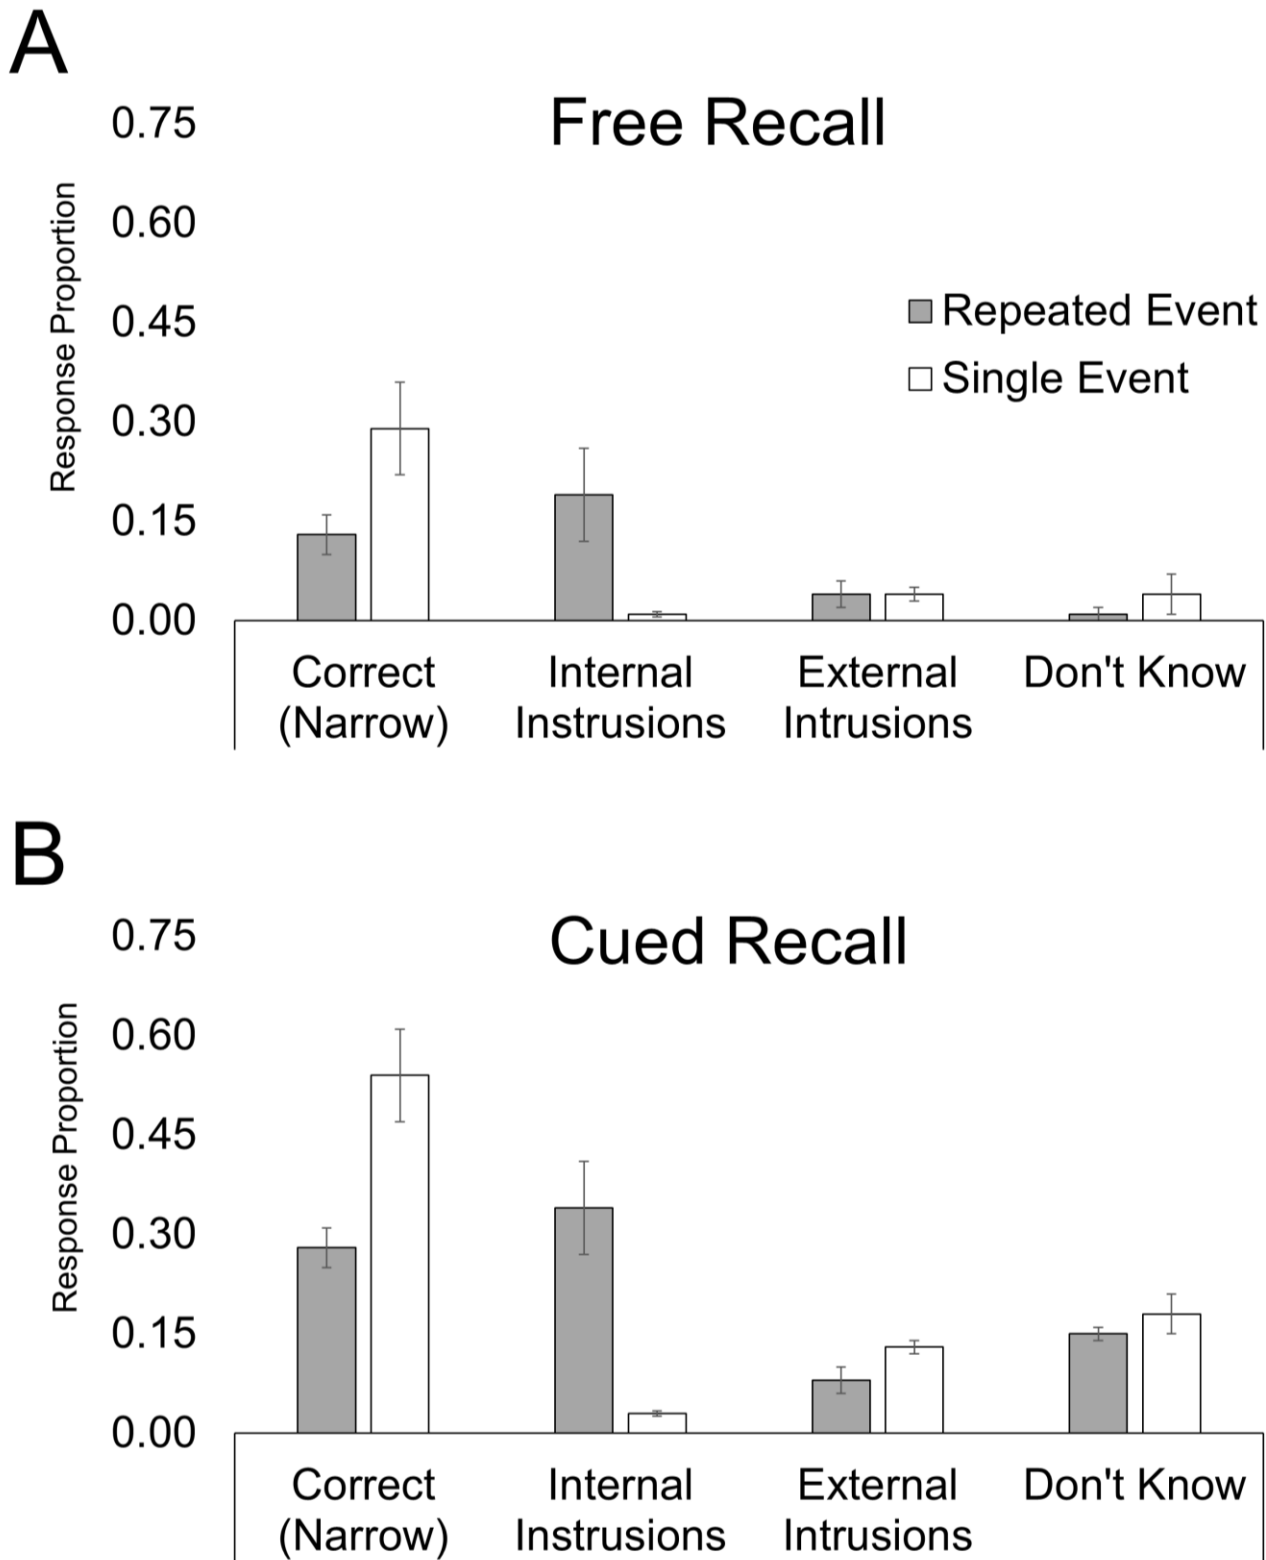 A
Free Recall
0.75
0.60
0.45
0.30
0.15
0.00
Response Proportion
Repeated Event
Single Event
Correct
(Narrow)
Internal
Instrusions
External
Intrusions
Don't Know
B
Cued Recall
0.75
0.60
0.45
0.30
0.15
0.00
Response Proportion
Correct
(Narrow)
Internal
Instrusions
External
Intrusions
Don't Know